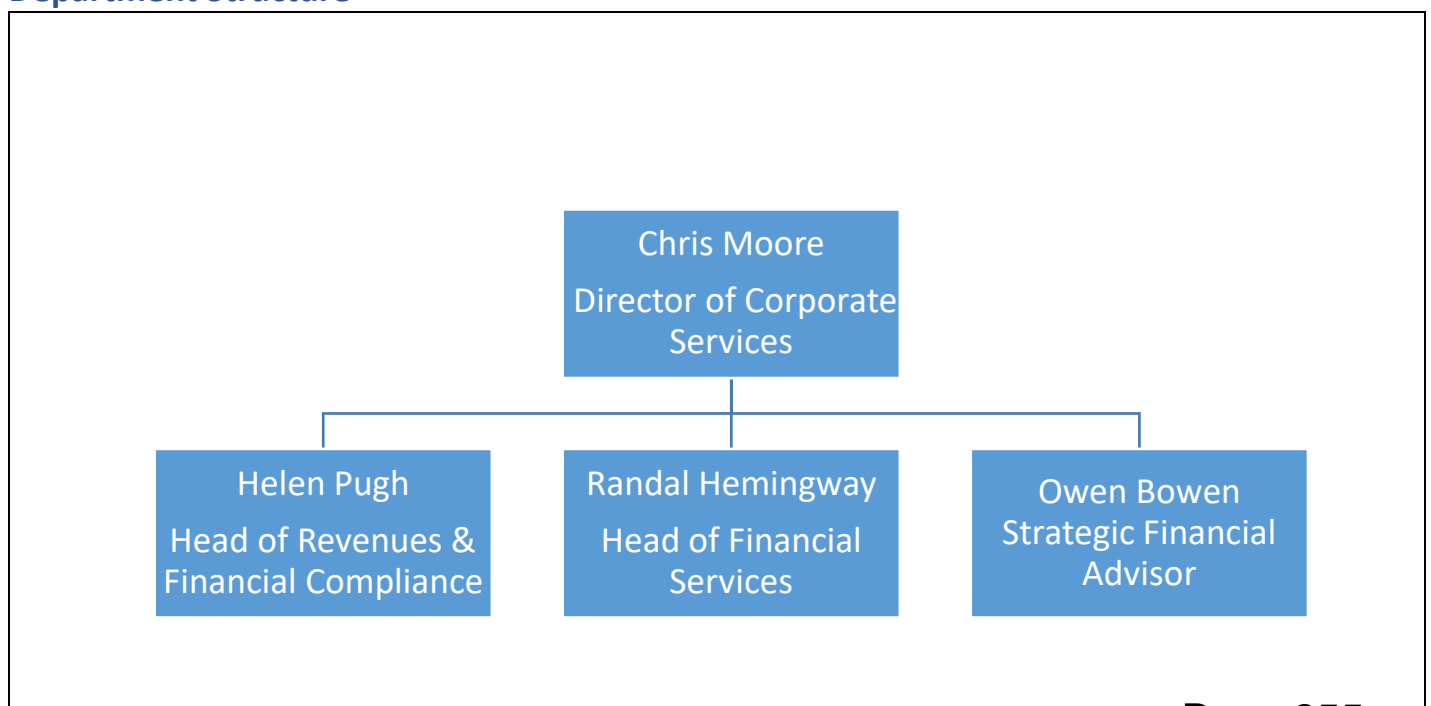 Chris Moore
Director of Corporate
Services
Helen Pugh
Head of Revenues &
Financial Compliance
Randal Hemingway
Head of Financial
Services
Owen Bowen
Strategic Financial
Advisor